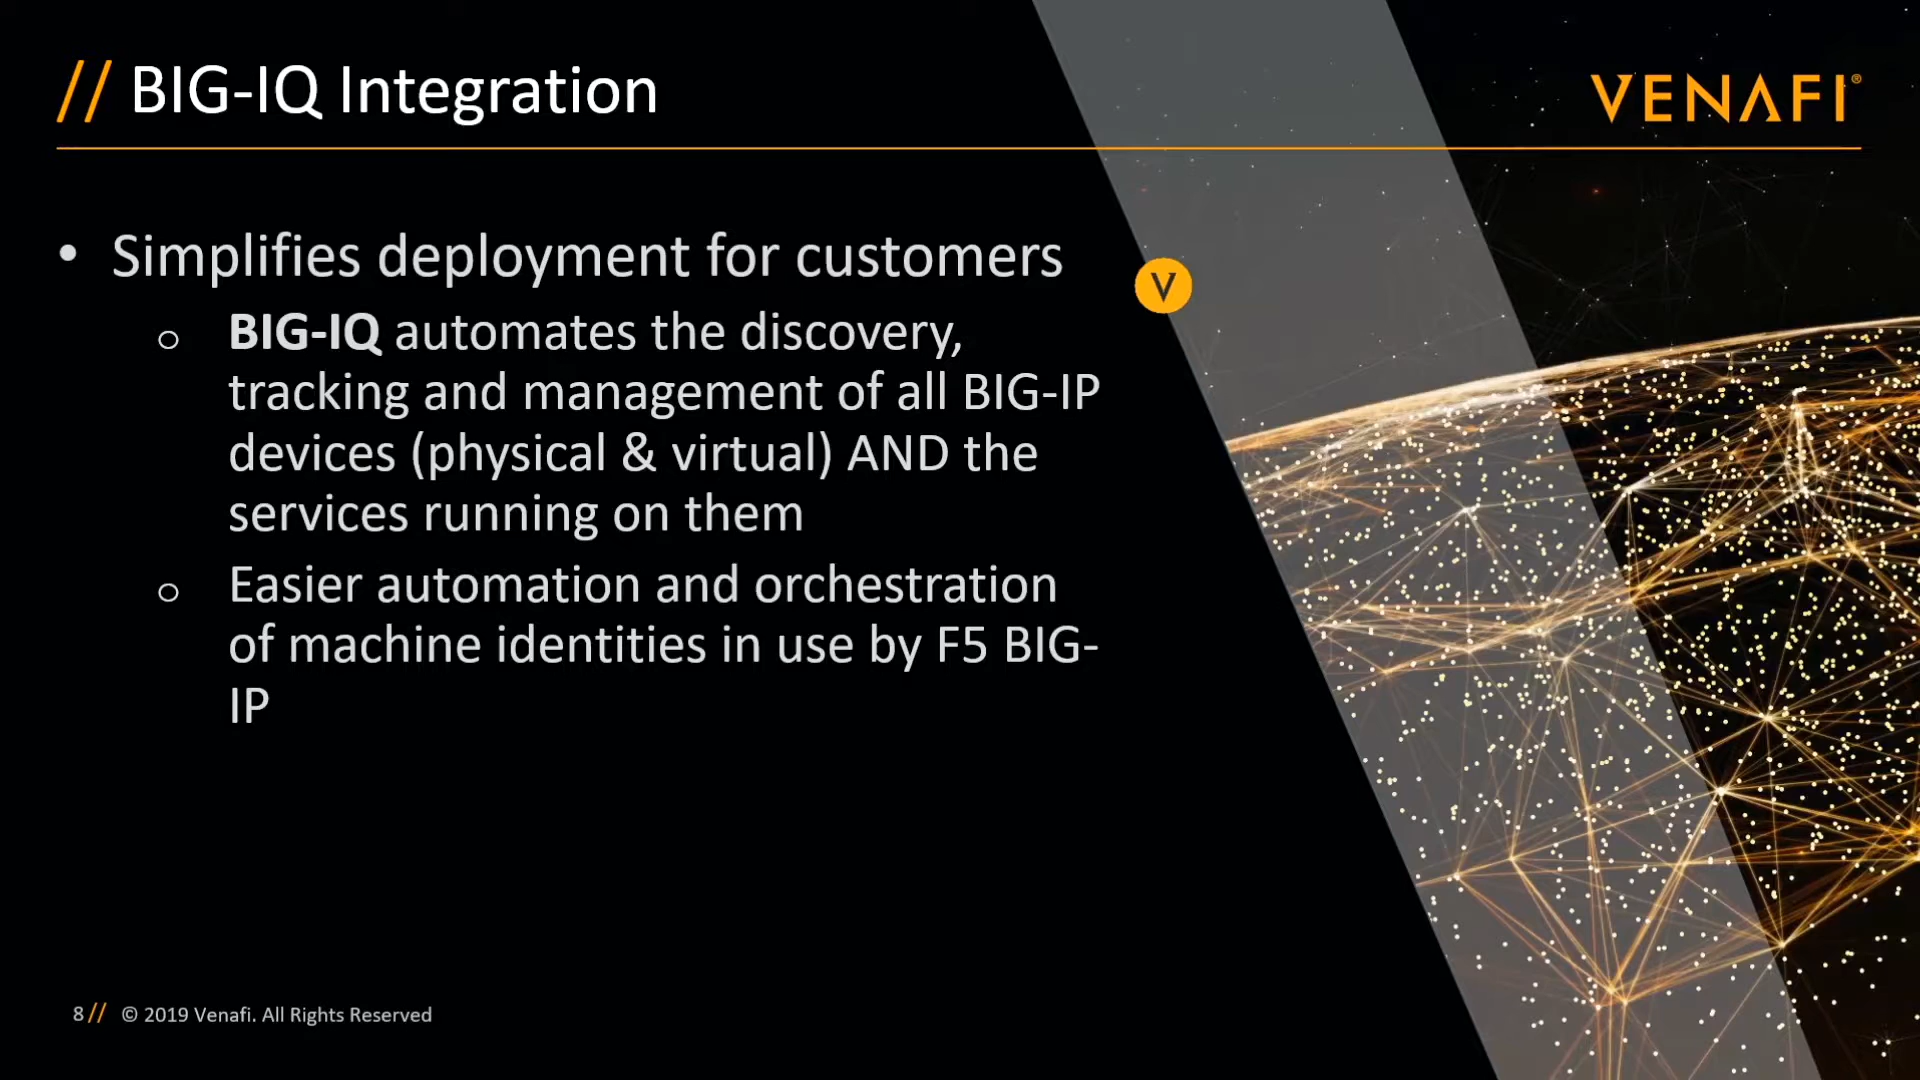 // BIG-IQ Integration
VENAFI®
• Simplifies deployment for customers
V
o BIG-IQ automates the discovery,
tracking and management of all BIG-IP
devices (physical & virtual) AND the
services running on them
o Easier automation and orchestration
of machine identities in use by F5 BIG-
IP
8 // © 2019 Venafi. All Rights Reserved